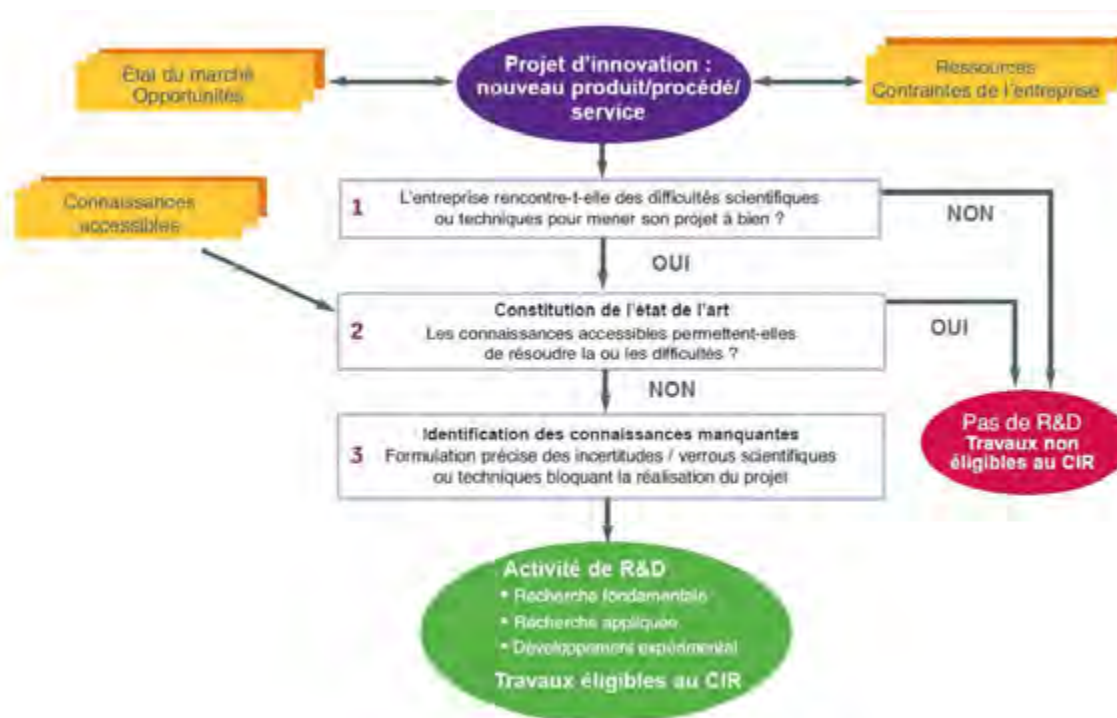 État du marché
Opportunités
Projet d'innovation :
nouveau produit/procédé/
service
Ressources
Contraintes de l'entreprise
Connaissances
accessibles
1
L'entreprise rencontre-t-elle des difficultés scientifiques
ou techniques pour mener son projet à bien ?
NON
OUI
2
Constitution de l'état de l'art
Les connaissances accessibles permettent-elles
de résoudre la ou les difficultés ?
OUI
NON
3
Identification des connaissances manquantes
Formulation précise des incertitudes / verrous scientifiques
ou techniques bloquant la réalisation du projet
Pas de R&D
Travaux non
éligibles au CIR
Activité de R&D
• Recherche fondamentale
• Recherche appliquée
• Développement expérimental
Travaux éligibles au CIR